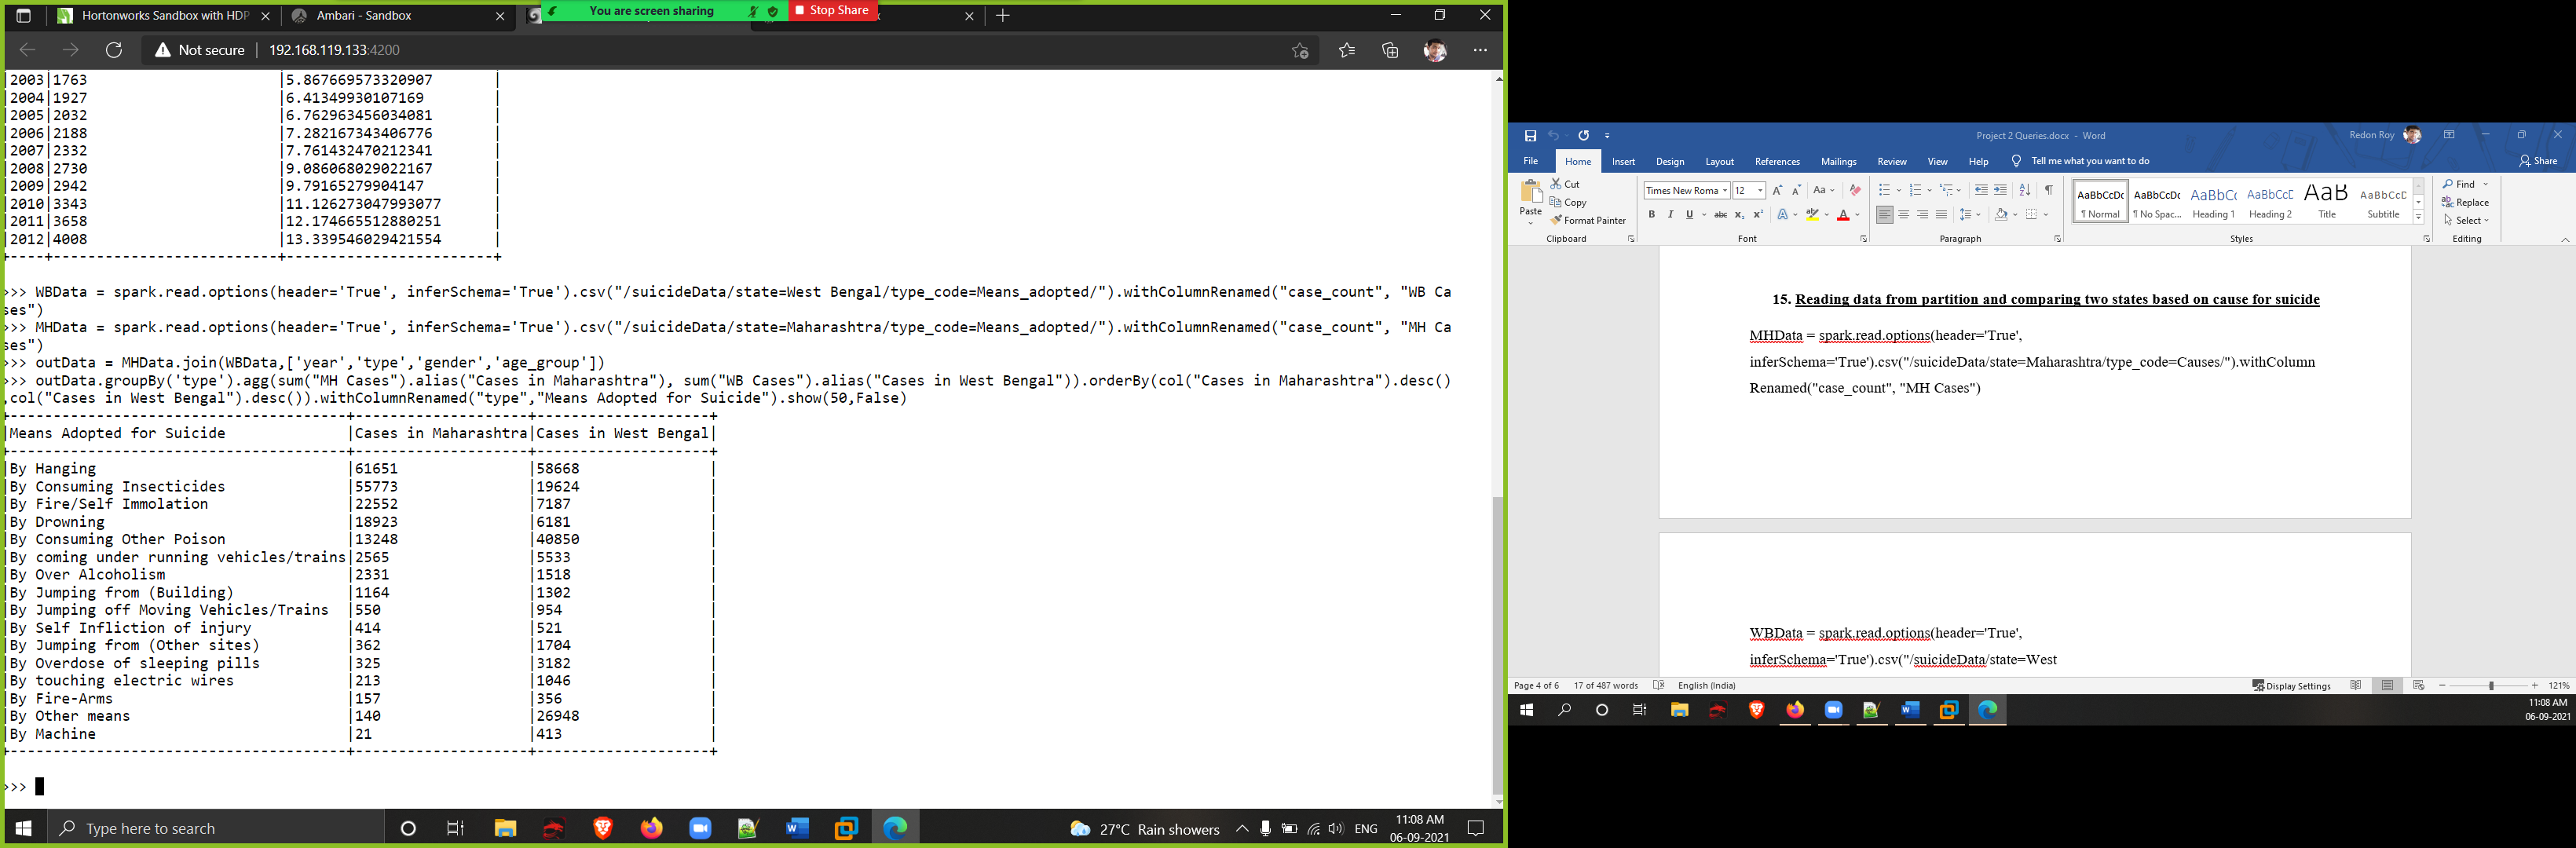 Hortonworks Sandbox with HDP
Ambari - Sandbox
You are screen sharing
Stop Share
Not secure
192.168.119.133:4200
|2003|1763 |5.867669573320907 |
|2004|1927 |6.41349930107169 |
|2005|2032 |6.762963456034081 |
|2006|2188 |7.282167343406776 |
|2007|2332 |7.761432470212341 |
|2008|2730 |9.086068029022167 |
|2009|2942 |9.79165279904147 |
|2010|3343 |11.126273047993077 |
|2011|3658 |12.174665512880251 |
|2012|4008 |13.339546029421554 |
+----+--------------------------+------------------------+
>>> WBData = spark.read.options(header='True', inferSchema='True').csv("/suicideData/state=West Bengal/type_code=Means_adopted/").withColumnRenamed("case_count", "WB Ca
ses")
>>> MHData = spark.read.options(header='True', inferSchema='True').csv("/suicideData/state=Maharashtra/type_code=Means_adopted/").withColumnRenamed("case_count", "MH Ca
ses")
>>> outData = MHData.join(WBData,['year','type','gender','age_group'])
>>> outData.groupBy('type').agg(sum("MH Cases").alias("Cases in Maharashtra"), sum("WB Cases").alias("Cases in West Bengal")).orderBy(col("Cases in Maharashtra").desc()
,col("Cases in West Bengal").desc()).withColumnRenamed("type","Means Adopted for Suicide").show(50,False)
+---------------------------------------+--------------------+--------------------+
|Means Adopted for Suicide |Cases in Maharashtra|Cases in West Bengal|
+---------------------------------------+--------------------+--------------------+
|By Hanging |61651 |58668 |
|By Consuming Insecticides |55773 |19624 |
|By Fire/Self Immolation |22552 |7187 |
|By Drowning |18923 |6181 |
|By Consuming Other Poison |13248 |40850 |
|By coming under running vehicles/trains|2565 |5533 |
|By Over Alcoholism |2331 |1518 |
|By Jumping from (Building) |1164 |1302 |
|By Jumping off Moving Vehicles/Trains |550 |954 |
|By Self Infliction of injury |414 |521 |
|By Jumping from (Other sites) |362 |1704 |
|By Overdose of sleeping pills |325 |3182 |
|By touching electric wires |213 |1046 |
|By Fire-Arms |157 |356 |
|By Other means |140 |26948 |
|By Machine |21 |413 |
+---------------------------------------+--------------------+--------------------+
>>>
Type here to search
27°C Rain showers
ENG
11:08 AM
06-09-2021
Project 2 Queries.docx - Word
Redon Roy
File Home Insert Design Layout References Mailings Review View Help Tell me what you want to do Share
Paste
Cut
Copy
Format Painter
Clipboard
Times New Roma 12
Font
Paragraph
AaBbCcDc AaBbCcDc AaBbCc AaBbCcE AaB AaBbCcD
¶ Normal ¶ No Spac... Heading 1 Heading 2 Title Subtitle
Styles
Find
Replace
Select
Editing
15. Reading data from partition and comparing two states based on cause for suicide
MHData = spark.read.options(header='True',
inferSchema='True').csv("/suicideData/state=Maharashtra/type_code=Causes/").withColumn
Renamed("case_count", "MH Cases")
WBData = spark.read.options(header='True',
inferSchema='True').csv("/suicideData/state=West
Page 4 of 6 17 of 487 words English (India) Display Settings 121%
11:08 AM
06-09-2021